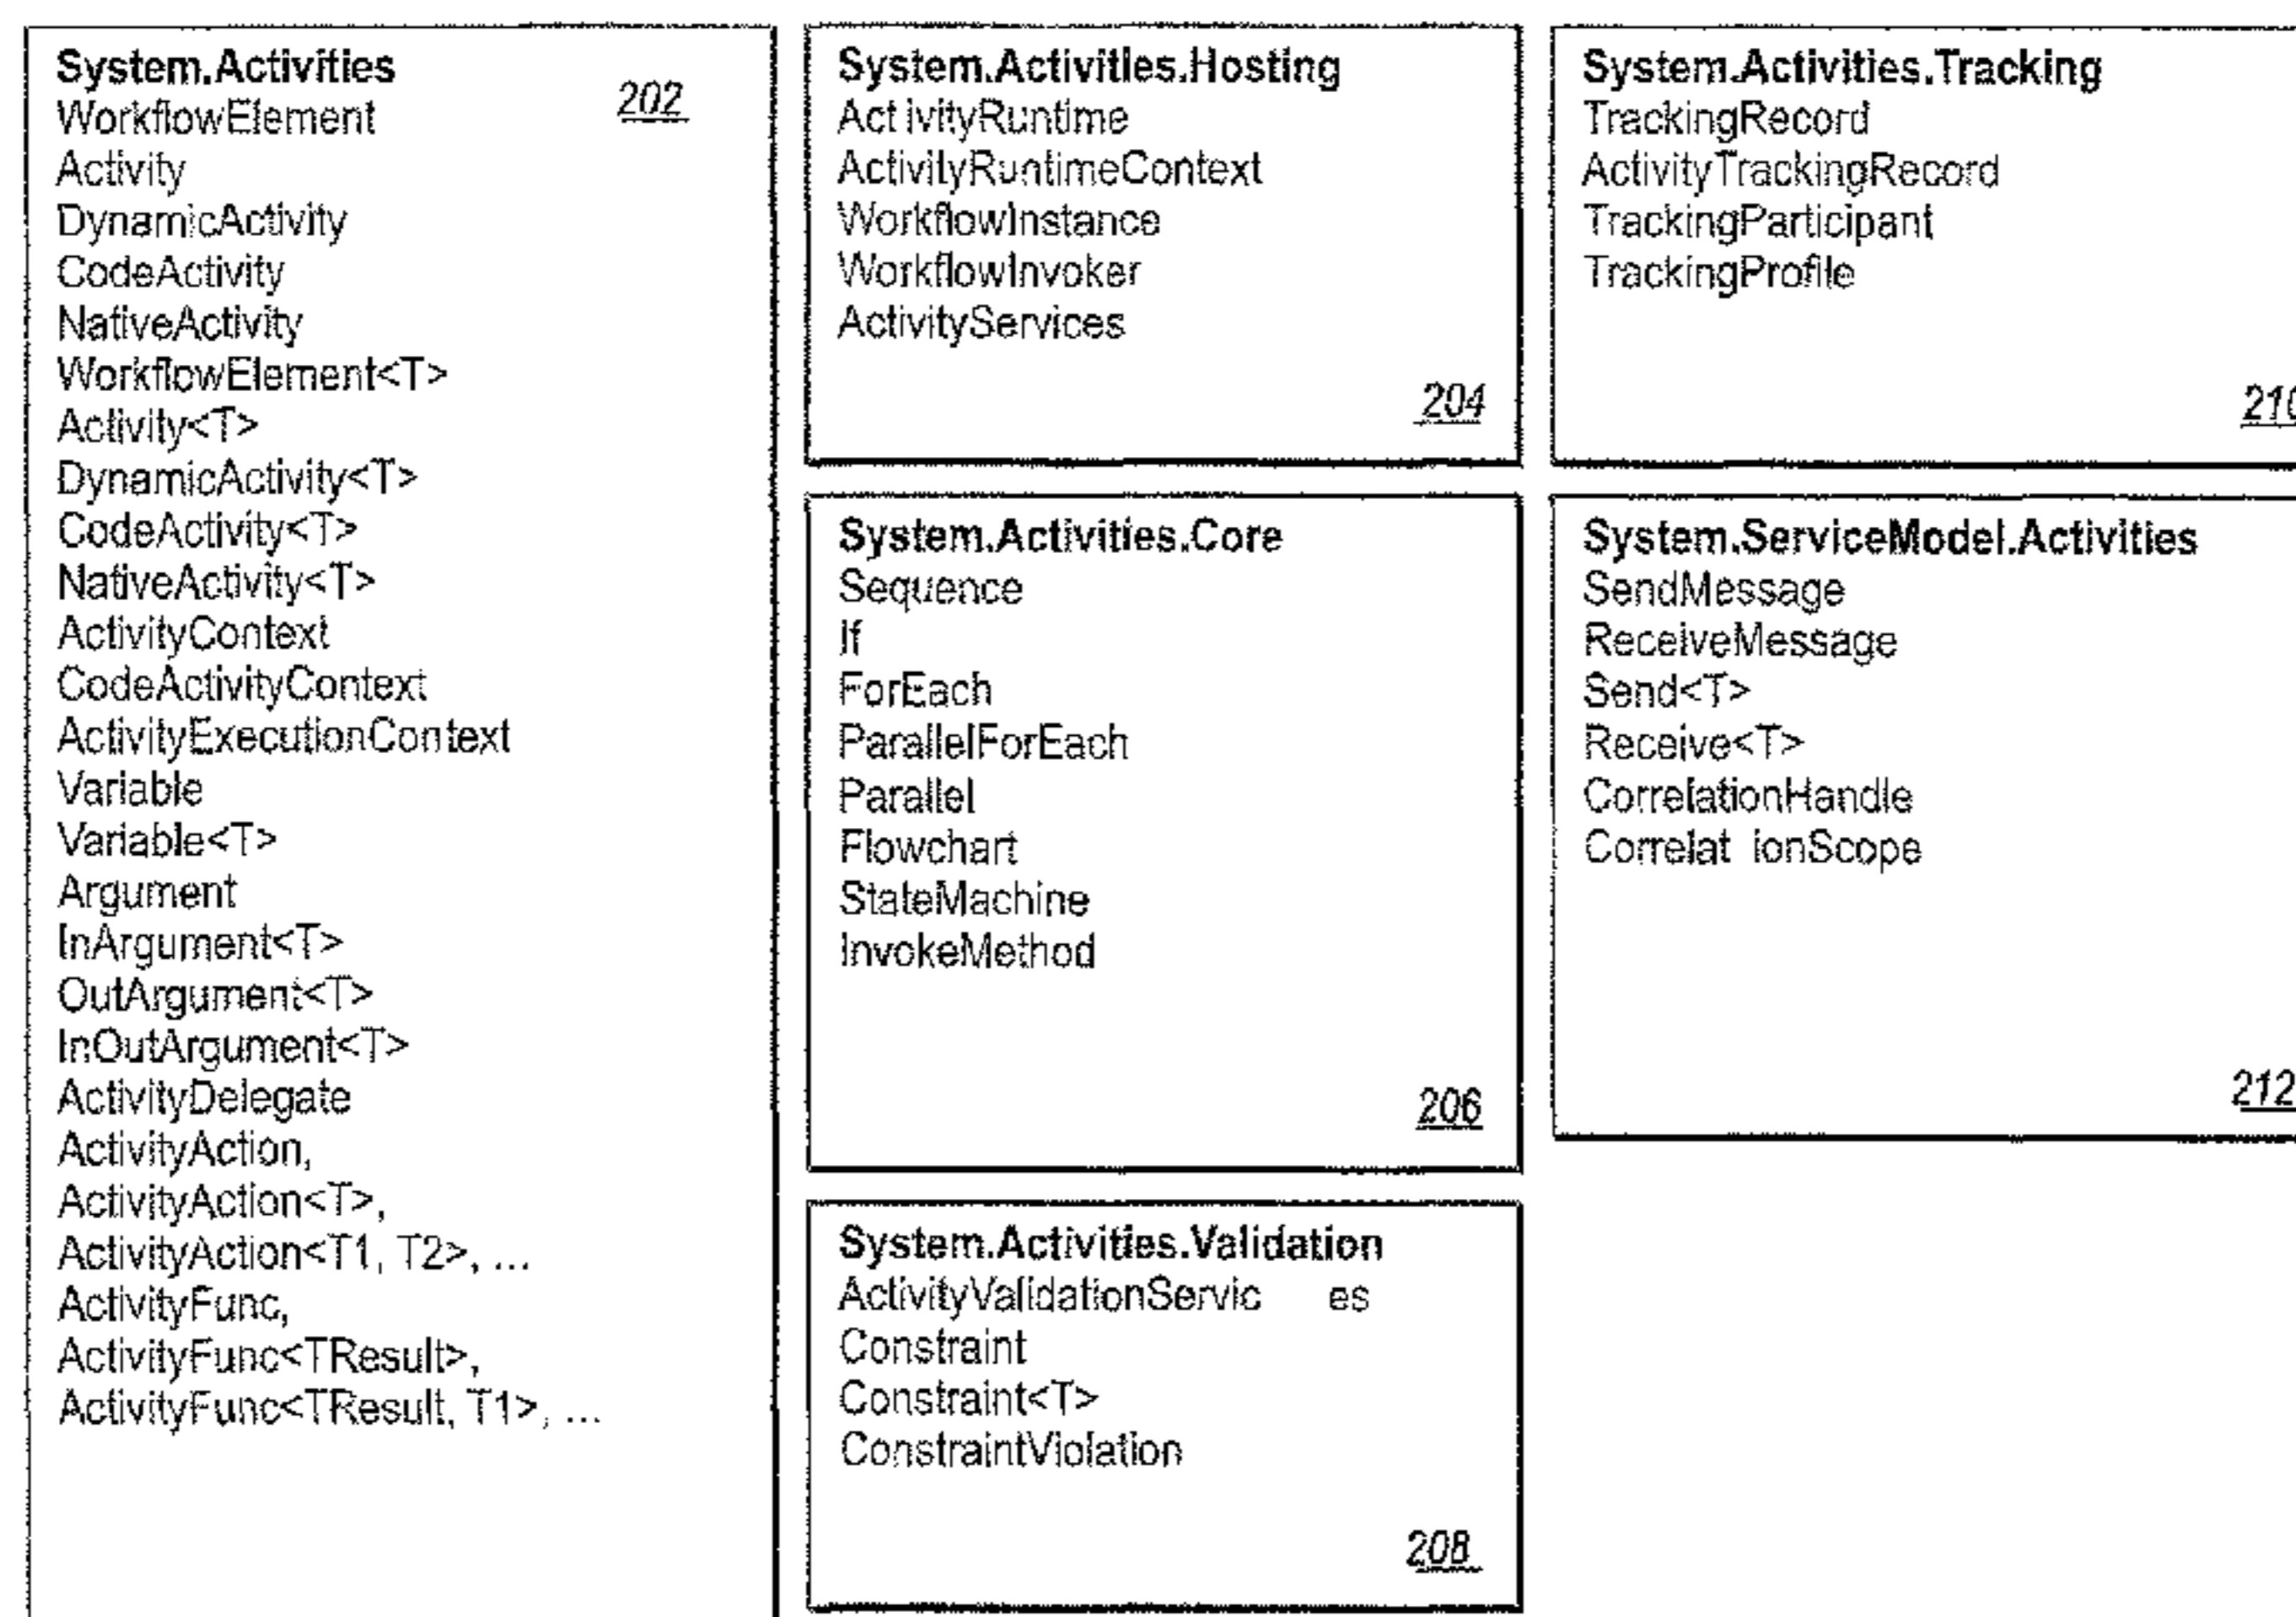 System.Activities
202
WorkflowElement
Activity
DynamicActivity
CodeActivity
NativeActivity
WorkflowElement<T>
Activity<T>
DynamicActivity<T>
CodeActivity<T>
NativeActivity<T>
ActivityContext
CodeActivityContext
ActivityExecutionContext
Variable
Variable<T>
Argument
InArgument<T>
OutArgument<T>
InOutArgument<T>
ActivityDelegate
ActivityAction,
ActivityAction<T>,
ActivityAction<T1, T2>, ...
ActivityFunc,
ActivityFunc<TResult>,
ActivityFunc<TResult, T1>, ...
System.Activities.Hosting
Act ivityRuntime
ActivityRuntimeContext
WorkflowInstance
WorkflowInvoker
ActivityServices
204
System.Activities.Core
Sequence
If
ForEach
ParallelForEach
Parallel
Flowchart
StateMachine
InvokeMethod
206
System.Activities.Validation
ActivityValidationServic es
Constraint
Constraint<T>
ConstraintViolation
208
System.Activities.Tracking
TrackingRecord
ActivityTrackingRecord
TrackingParticipant
TrackingProfile
210
System.ServiceModel.Activities
SendMessage
ReceiveMessage
Send<T>
Receive<T>
CorrelationHandle
Correlat ionScope
212